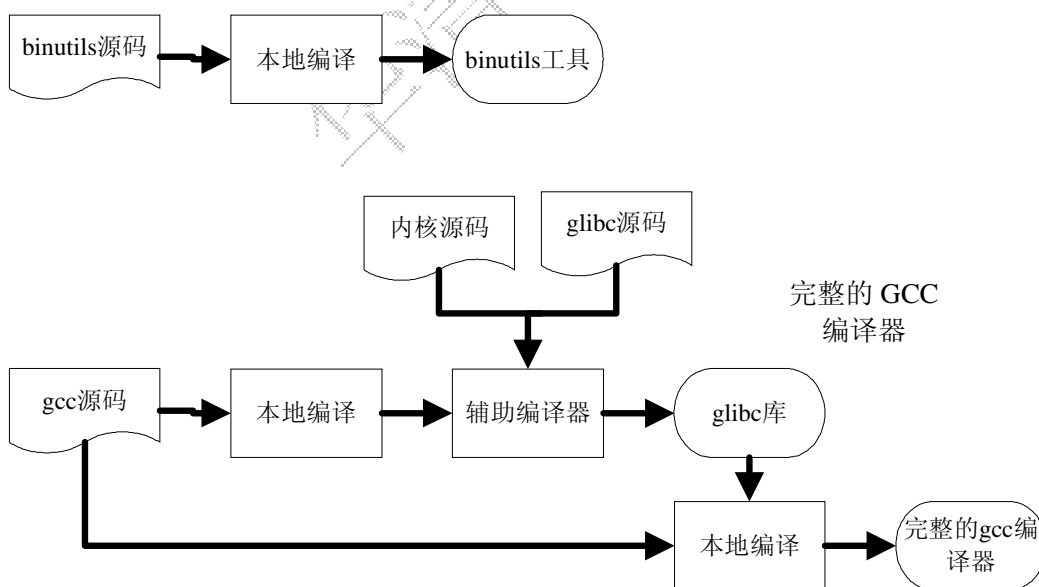 binutils源码
本地编译
binutils工具
内核源码
glibc源码
完整的 GCC
编译器
gcc源码
本地编译
辅助编译器
glibc库
本地编译
完整的gcc编
译器